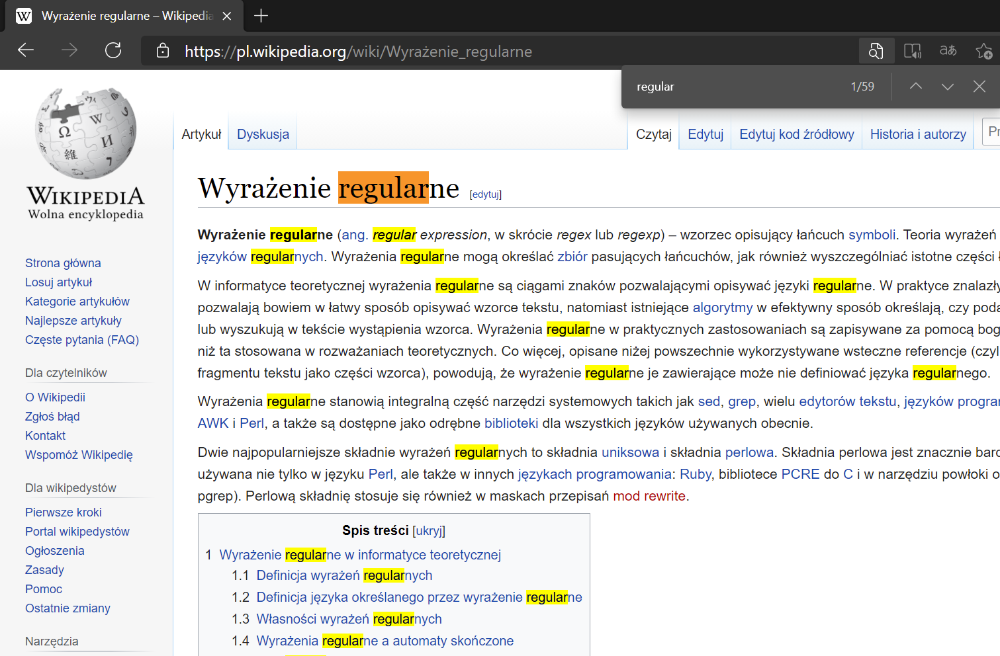 Wyrażenie regularne – Wikipedia
https://pl.wikipedia.org/wiki/Wyrażenie_regularne
regular 1/59
Artykuł Dyskusja Czytaj Edytuj Edytuj kod źródłowy Historia i autorzy
WIKIPEDIA
Wolna encyklopedia
Strona główna
Losuj artykuł
Kategorie artykułów
Najlepsze artykuły
Częste pytania (FAQ)
Dla czytelników
O Wikipedii
Zgłoś błąd
Kontakt
Wspomóż Wikipedię
Dla wikipedystów
Pierwsze kroki
Portal wikipedystów
Ogłoszenia
Zasady
Pomoc
Ostatnie zmiany
Narzędzia
Wyrażenie regularne [edytuj]
Wyrażenie regularne (ang. regular expression, w skrócie regex lub regexp) – wzorzec opisujący łańcuch symboli. Teoria wyrażeń
języków regularnych. Wyrażenia regularne mogą określać zbiór pasujących łańcuchów, jak również wyszczególniać istotne części
W informatyce teoretycznej wyrażenia regularne są ciągami znaków pozwalającymi opisywać języki regularne. W praktyce znalazły
pozwalają bowiem w łatwy sposób opisywać wzorce tekstu, natomiast istniejące algorytmy w efektywny sposób określają, czy
lub wyszukują w tekście wystąpienia wzorca. Wyrażenia regularne w praktycznych zastosowaniach są zapisywane za pomocą
niż ta stosowana w rozważaniach teoretycznych. Co więcej, opisane niżej powszechnie wykorzystywane wsteczne referencje
fragmentu tekstu jako części wzorca), powodują, że wyrażenie regularne je zawierające może nie definiować języka regularnego.
Wyrażenia regularne stanowią integralną część narzędzi systemowych takich jak sed, grep, wielu edytorów tekstu, języków
AWK i Perl, a także są dostępne jako odrębne biblioteki dla wszystkich języków używanych obecnie.
Dwie najpopularniejsze składnie wyrażeń regularnych to składnia uniksowa i składnia perlowa. Składnia perlowa jest znacznie
używana nie tylko w języku Perl, ale także w innych językach programowania: Ruby, bibliotece PCRE do C i w narzędziu powłoki
pgrep). Perlową składnię stosuje się również w maskach przepisań mod rewrite.
Spis treści [ukryj]
1 Wyrażenie regularne w informatyce teoretycznej
1.1 Definicja wyrażeń regularnych
1.2 Definicja języka określanego przez wyrażenie regularne
1.3 Własności wyrażeń regularnych
1.4 Wyrażenia regularne a automaty skończone